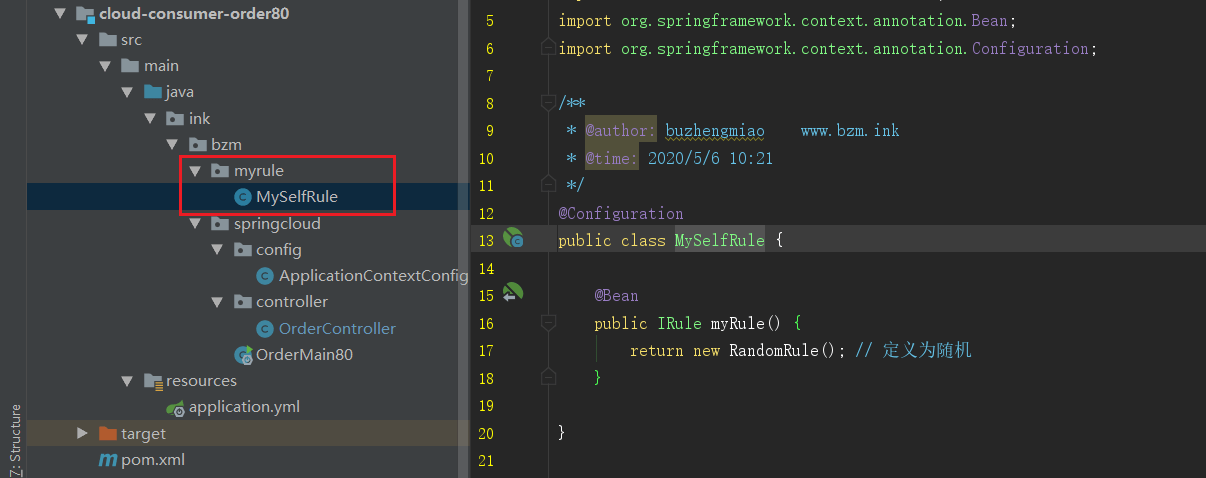 cloud-consumer-order80
src
main
java
ink
bzm
myrule
MySelfRule
springcloud
config
ApplicationContextConfig
controller
OrderController
OrderMain80
resources
application.yml
target
pom.xml
7: Structure
5 import org.springframework.context.annotation.Bean;
6 import org.springframework.context.annotation.Configuration;
7
8 /**
9 * @author: buzhengmiao www.bzm.ink
10 * @time: 2020/5/6 10:21
11 */
12 @Configuration
13 public class MySelfRule {
14
15 @Bean
16 public IRule myRule() {
17 return new RandomRule(); // 定义为随机
18 }
19
20 }
21